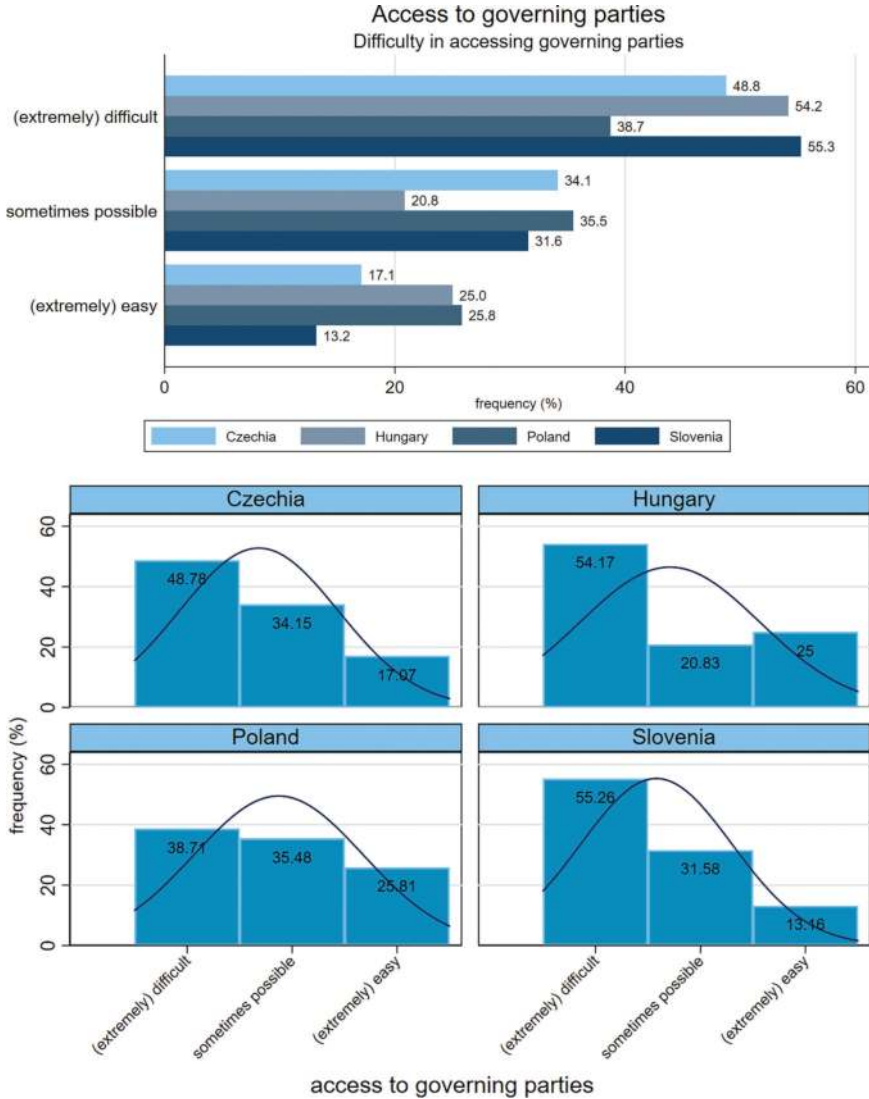 Access to governing parties
Difficulty in accessing governing parties
(extremely) difficult
48.8
54.2
38.7
55.3
sometimes possible
34.1
20.8
35.5
31.6
(extremely) easy
17.1
25.0
25.8
13.2
0 20 40 60
frequency (%)
Czechia Hungary Poland Slovenia
Czechia Hungary
60
40
20
0
48.78
34.15
17.07
54.17
20.83
25
Poland Slovenia
60
40
20
0
38.71
35.48
25.81
55.26
31.58
13.16
frequency (%)
(extremely) difficult
sometimes possible
(extremely) easy
(extremely) difficult
sometimes possible
(extremely) easy
access to governing parties